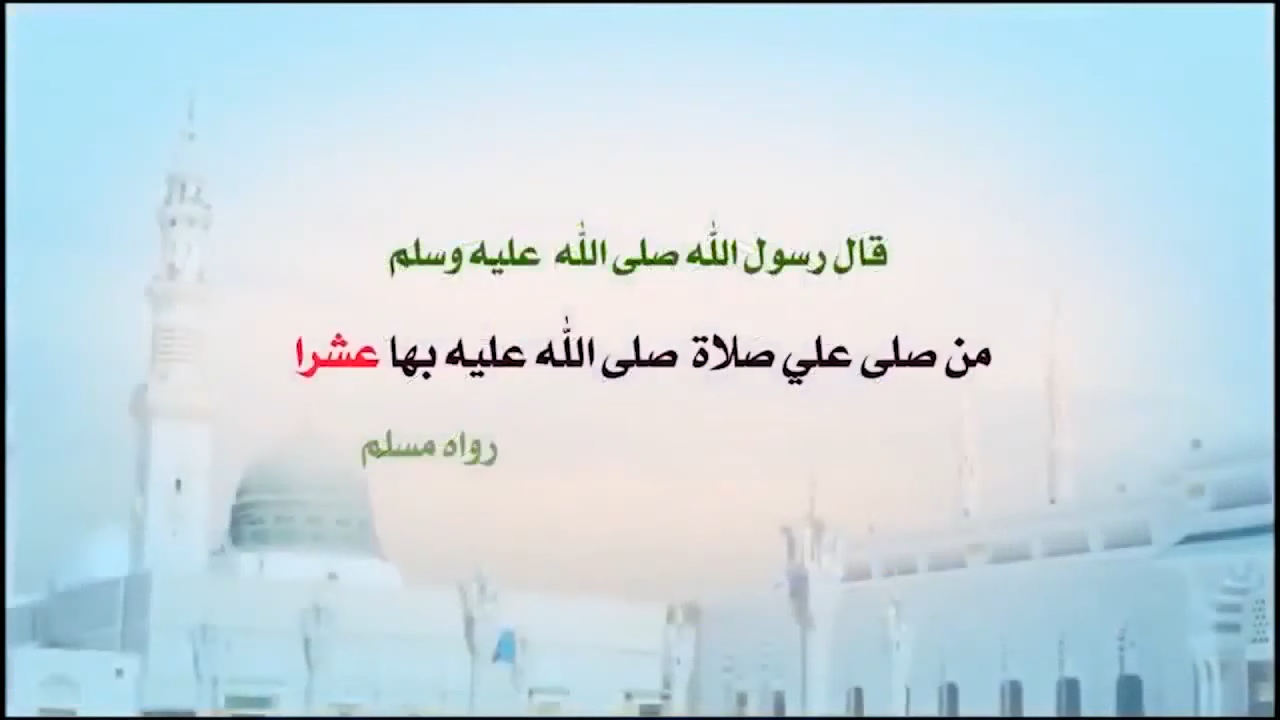 قال رسول الله صلى الله عليه وسلم
من صلى علي صلاة صلى الله عليه بها عشرا
رواه مسلم